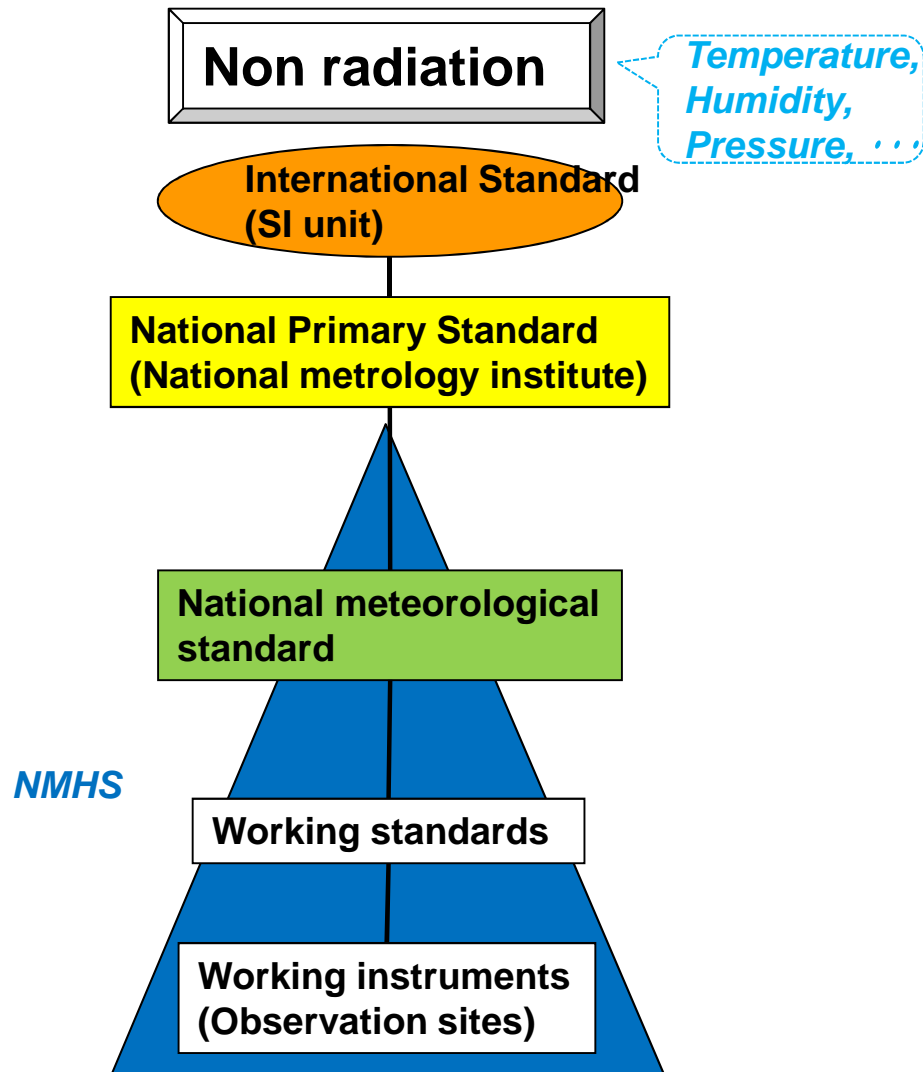 Non radiation
Temperature,
Humidity,
Pressure, ···
International Standard
(SI unit)
National Primary Standard
(National metrology institute)
National meteorological
standard
NMHS
Working standards
Working instruments
(Observation sites)